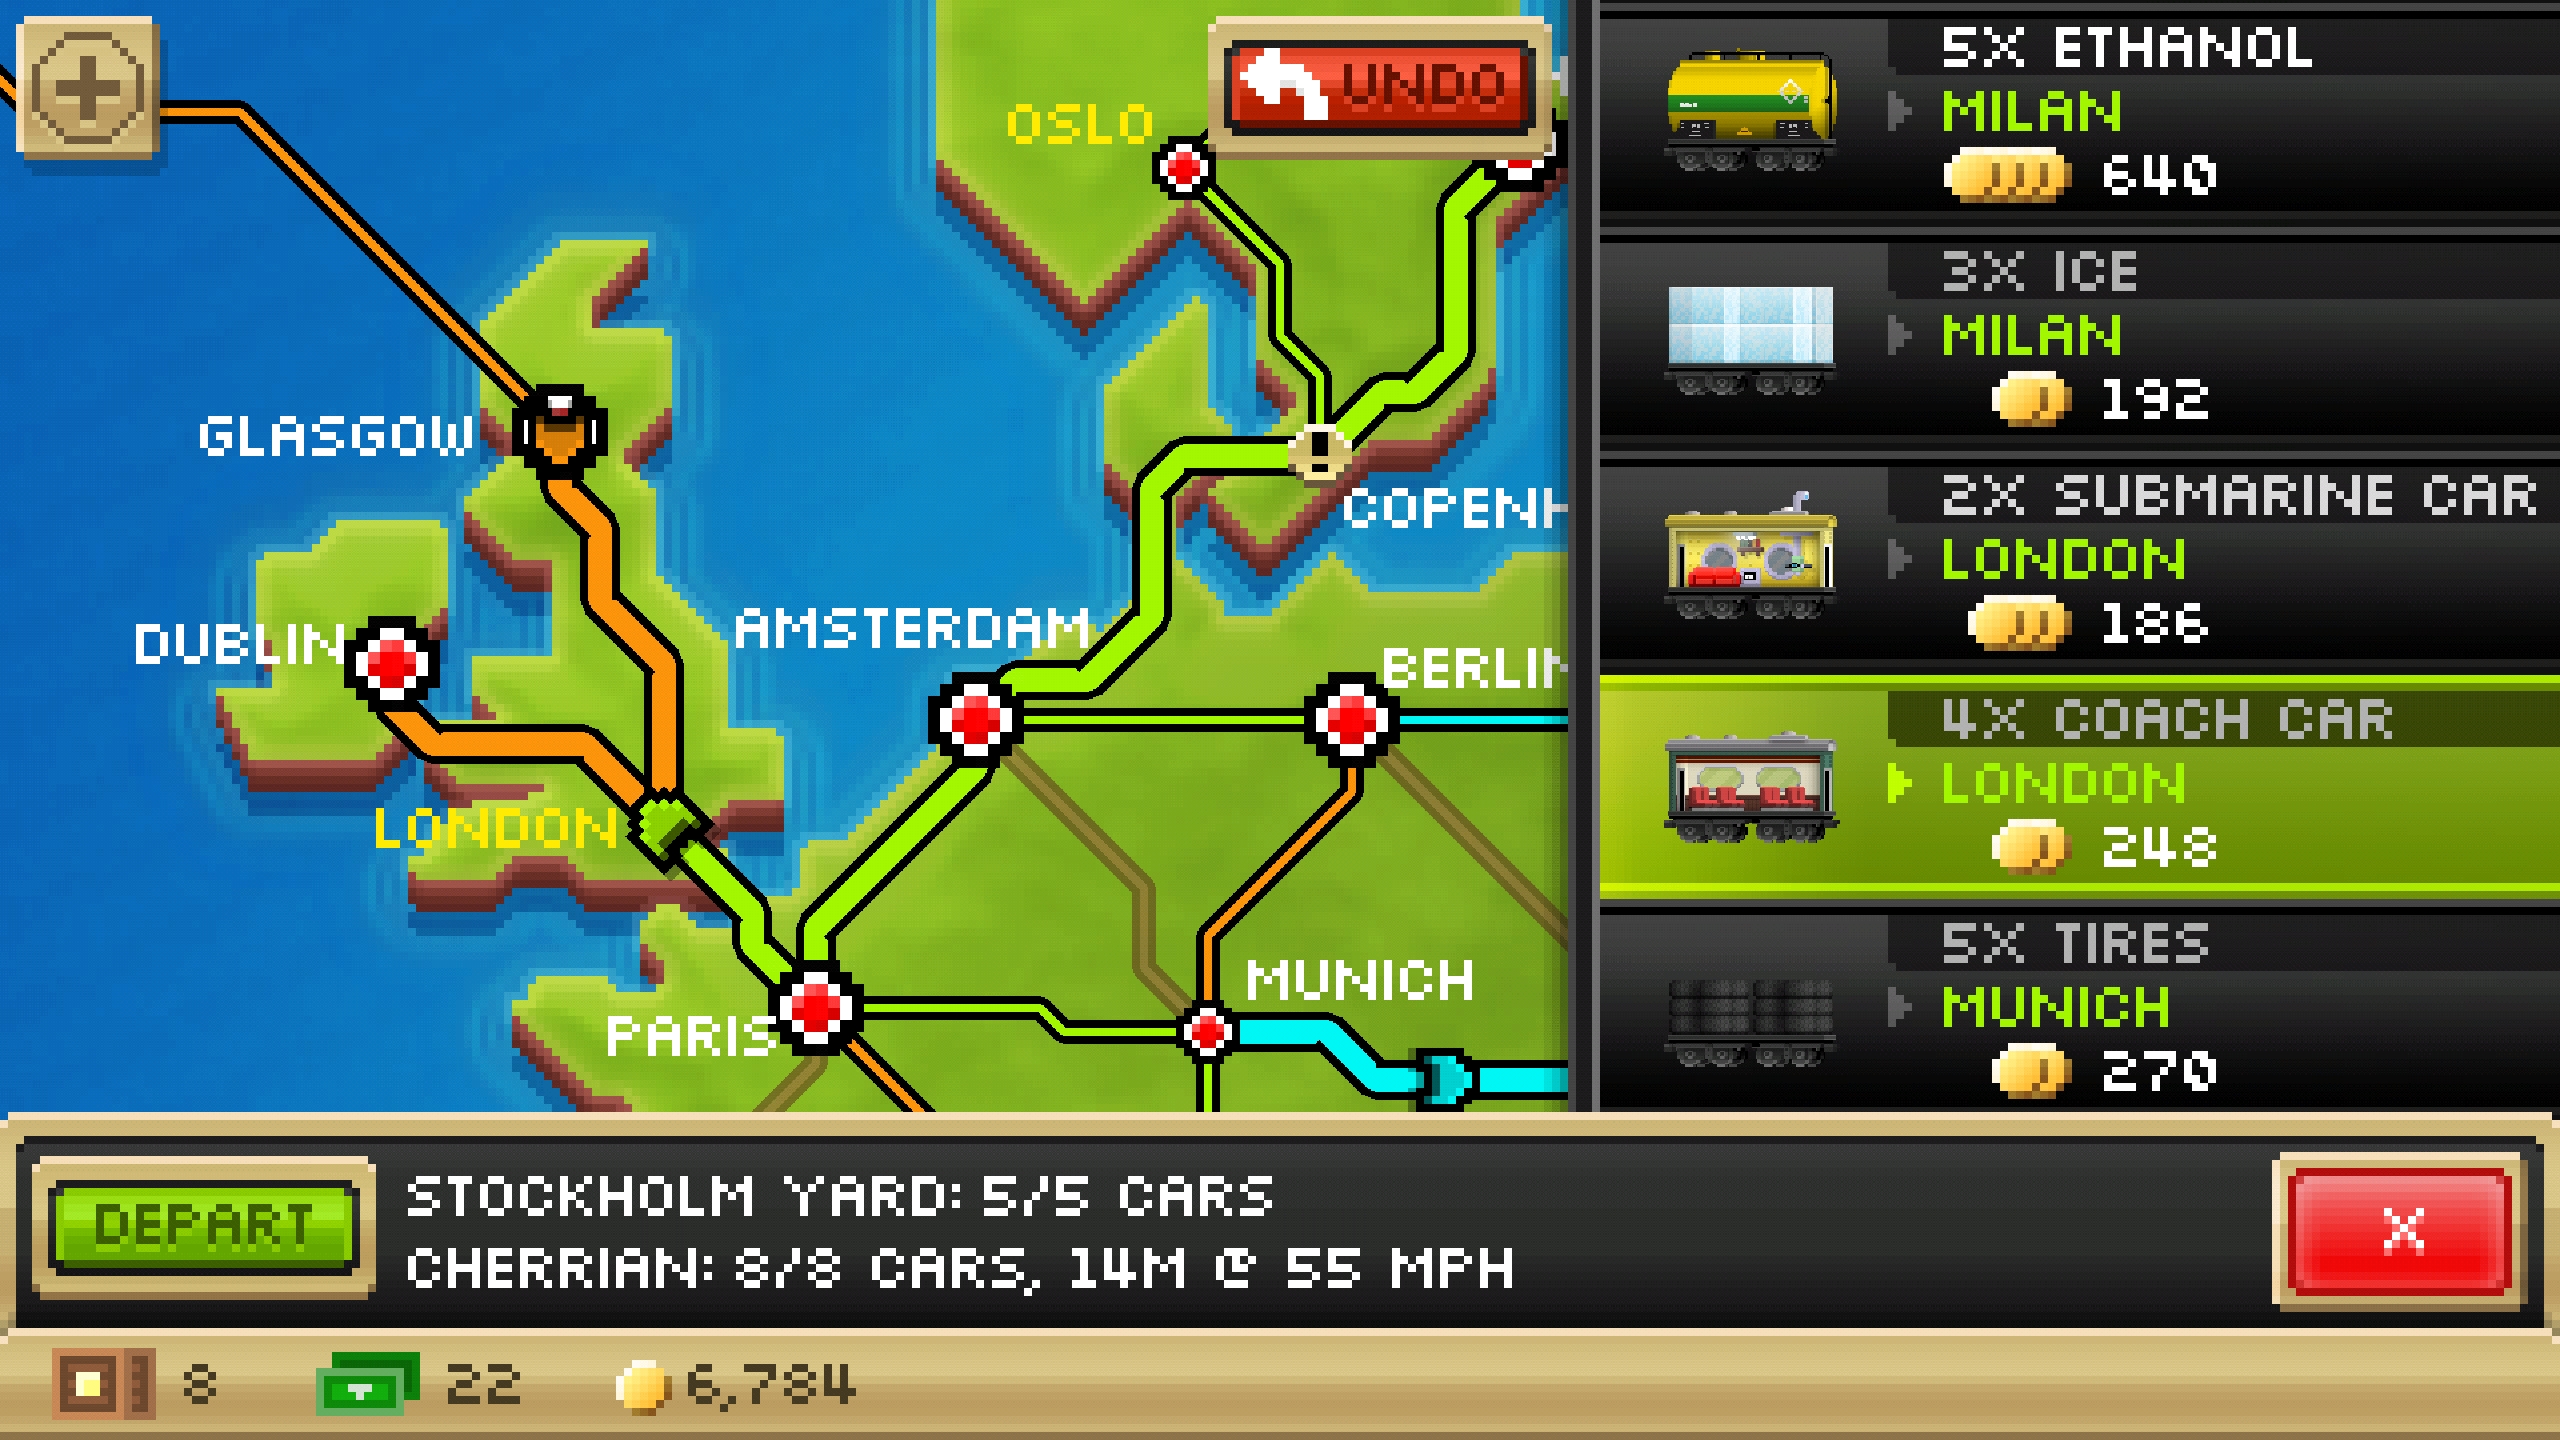 UNDO
OSLO
GLASGOW
COPENH
DUBLIN
AMSTERDAM
BERLIN
LONDON
MUNICH
PARIS
5X ETHANOL
MILAN
640
3X ICE
MILAN
192
2X SUBMARINE CAR
LONDON
186
4X COACH CAR
LONDON
248
5X TIRES
MUNICH
270
DEPART
STOCKHOLM YARD: 5/5 CARS
CHERRIAN: 8/8 CARS, 14M @ 55 MPH
X
8
22
6,784